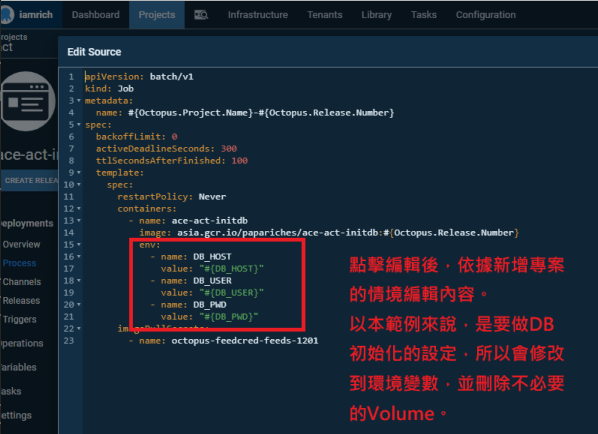 iamrich Dashboard Projects Infrastructure Tenants Library Tasks Configuration
rojects
ct
Edit Source
1 apiVersion: batch/v1
2 kind: Job
3 metadata:
4 name: #{Octopus.Project.Name}-#{Octopus.Release.Number}
5 spec:
6 backoffLimit: 0
7 activeDeadlineSeconds: 300
8 ttlSecondsAfterFinished: 100
9 template:
10 spec:
11 restartPolicy: Never
12 containers:
13 - name: ace-act-initdb
14 image: asia.gcr.io/papariches/ace-act-initdb:#{Octopus.Release.Number}
15 env:
16 - name: DB_HOST
17 value: "#{DB_HOST}"
18 - name: DB_USER
19 value: "#{DB_USER}"
20 - name: DB_PWD
21 value: "#{DB_PWD}"
22 imagePullSecrets:
23 - name: octopus-feedcred-feeds-1201
ace-act-in
CREATE RELEA
eployments
Overview
Process
Channels
Releases
Triggers
perations
ariables
asks
ettings
點擊編輯後，依據新增專案
的情境編輯內容。
以本範例來說，是要做DB
初始化的設定，所以會修改
到環境變數，並刪除不必要
的Volume。